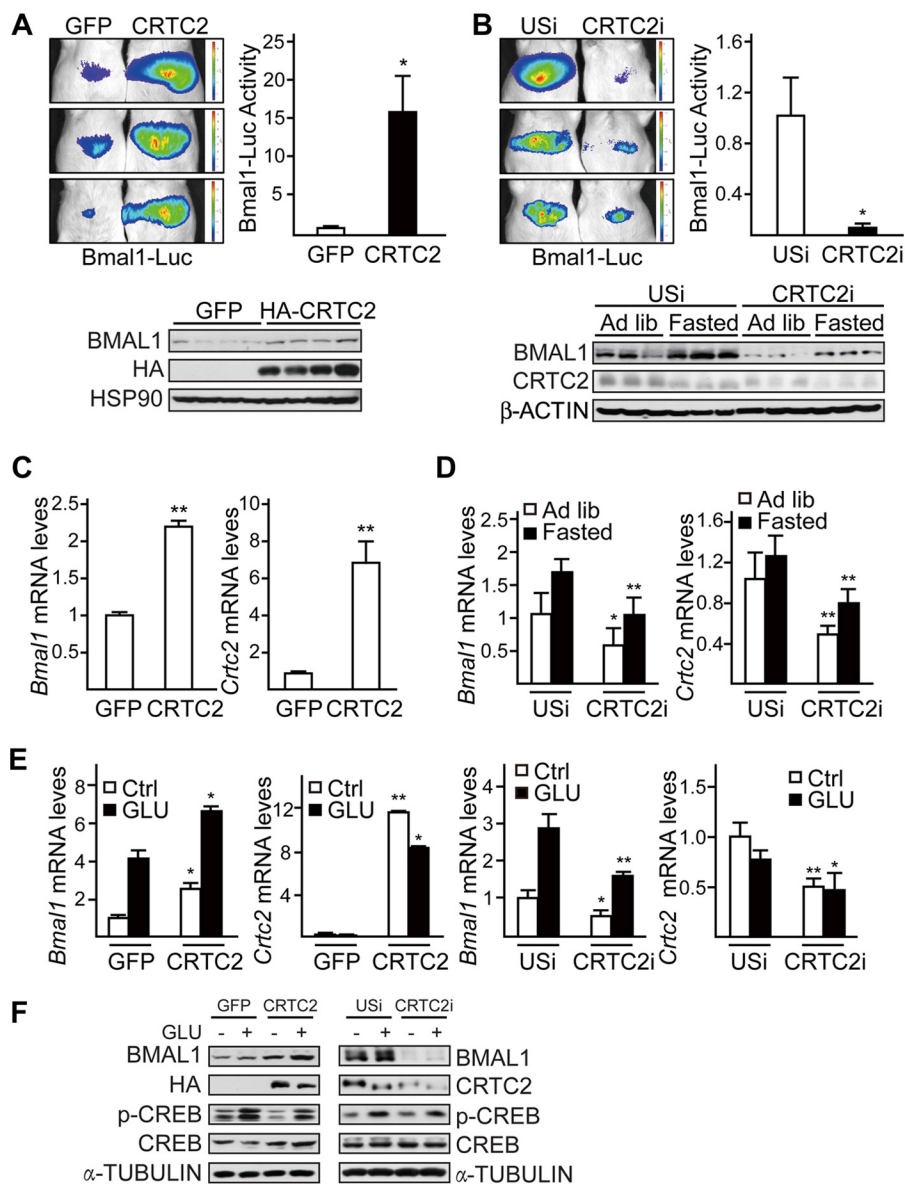 A
GFP CRTC2
Bmal1-Luc
Bmal1-Luc Activity
25
20
15
10
5
*
GFP CRTC2
GFP HA-CRTC2
BMAL1
HA
HSP90
B
USi CRTC2i
Bmal1-Luc
Bmal1-Luc Activity
1.6
1.2
0.8
0.4
*
USi CRTC2i
USi CRTC2i
Ad lib Fasted Ad lib Fasted
BMAL1
CRTC2
β-ACTIN
C
Bmal1 mRNA leves
2.5
2
1.5
1
0.5
**
GFP CRTC2
Crtc2 mRNA leves
10
8
6
4
2
**
GFP CRTC2
D
Ad lib
Fasted
Bmal1 mRNA leves
2.5
2
1.5
1
0.5
* **
USi CRTC2i
Ad lib
Fasted
Crtc2 mRNA leves
1.6
1.2
0.8
0.4
** **
USi CRTC2i
E
Ctrl
GLU
Bmal1 mRNA leves
8
6
4
2
* *
GFP CRTC2
Ctrl
GLU
Crtc2 mRNA leves
12
8
4
** *
GFP CRTC2
Ctrl
GLU
Bmal1 mRNA leves
4
3
2
1
* **
USi CRTC2i
Ctrl
GLU
Crtc2 mRNA leves
1.5
1.0
0.5
** *
USi CRTC2i
F
GFP CRTC2 USi CRTC2i
GLU - + - + - + - +
BMAL1 BMAL1
HA CRTC2
p-CREB p-CREB
CREB CREB
α-TUBULIN α-TUBULIN